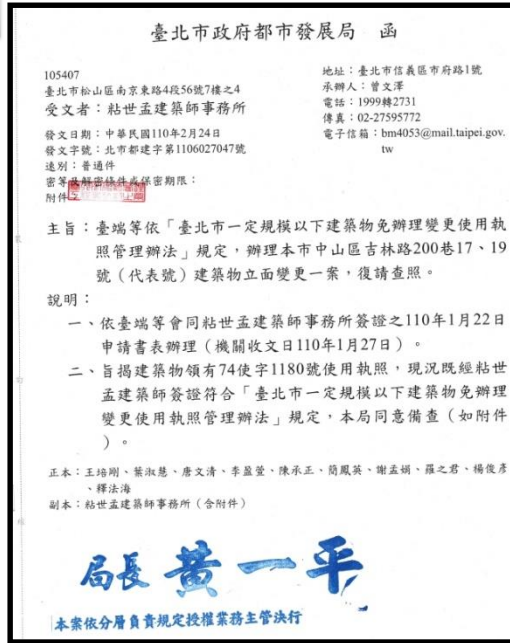 臺北市政府都市發展局　函
105407
臺北市松山區南京東路4段56號7樓之4
受文者：粘世孟建築師事務所
地址：臺北市信義區市府路1號
承辦人：曾文澤
電話：1999轉2731
傳真：02-27595772
電子信箱：bm4053@mail.taipei.gov.
tw
發文日期：中華民國110年2月24日
發文字號：北市都建字第1106027047號
速別：普通件
密等及解密條件或保密期限：
附件
主旨：臺端等依「臺北市一定規模以下建築物免辦理變更使用執
照管理辦法」規定，辦理本市中山區吉林路200巷17、19
號（代表號）建築物立面變更一案，復請查照。
說明：
一、依臺端等會同粘世孟建築師事務所簽證之110年1月22日
申請書表辦理（機關收文日110年1月27日）。
二、旨揭建築物領有74使字1180號使用執照，現況既經粘世
孟建築師簽證符合「臺北市一定規模以下建築物免辦理
變更使用執照管理辦法」規定，本局同意備查（如附件
）。
正本：王培剛、葉淑慈、唐文清、李盈萱、陳承正、簡鳳英、謝孟娟、羅之君、楊俊彥
、釋法海
副本：粘世孟建築師事務所（含附件）
局長 黃一平
本案依分層負責規定授權業務主管決行